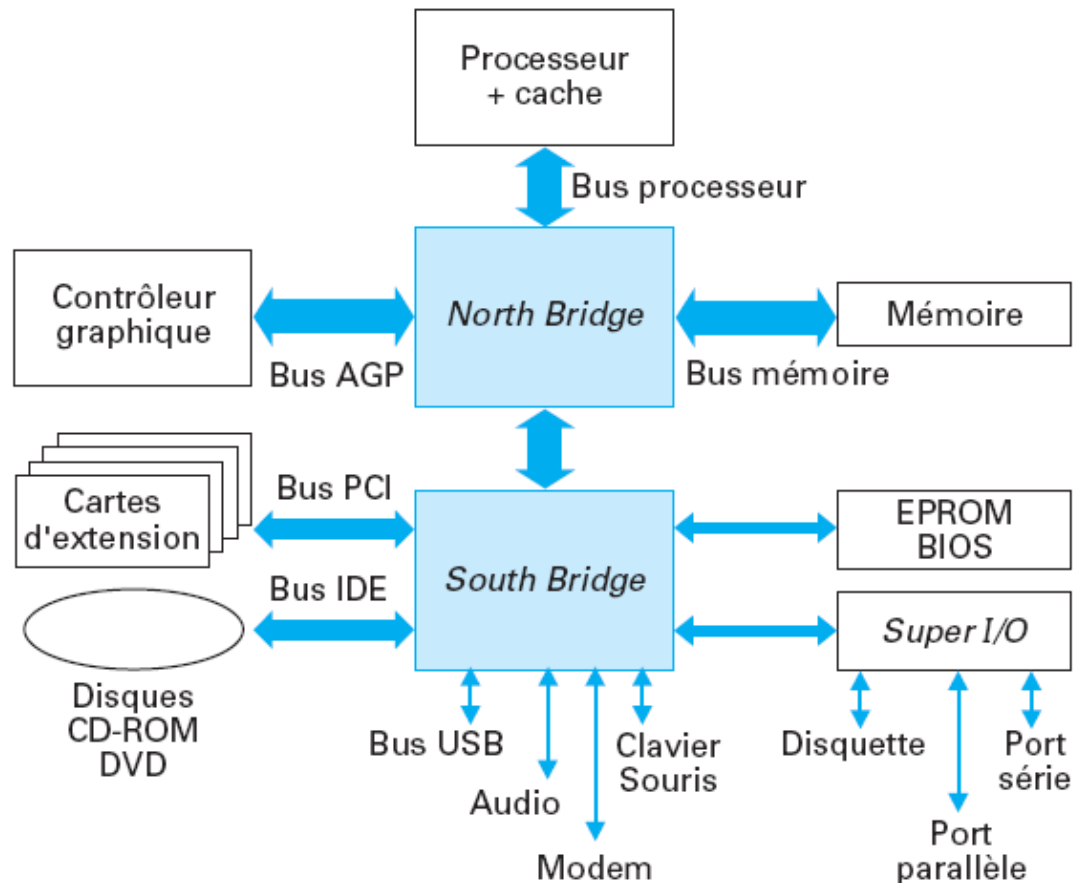 Processeur
+ cache
Bus processeur
Contrôleur
graphique
North Bridge
Mémoire
Bus AGP
Bus mémoire
Cartes
d'extension
Bus PCI
EPROM
BIOS
Bus IDE
South Bridge
Super I/O
Disques
CD-ROM
DVD
Bus USB
Clavier
Souris
Disquette
Port
série
Audio
Modem
Port
parallèle